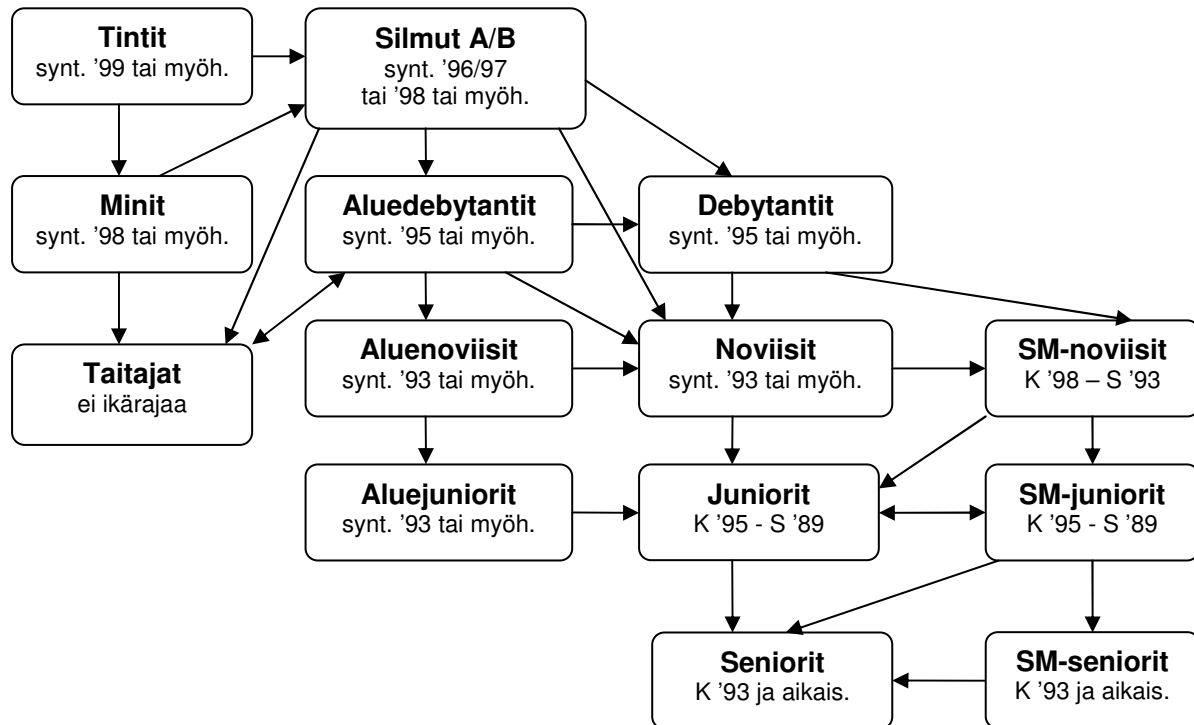 Tintit
synt. ’99 tai myöh.
Silmut A/B
synt. ’96/97
tai ’98 tai myöh.
Minit
synt. ’98 tai myöh.
Aluedebytantit
synt. ’95 tai myöh.
Debytantit
synt. ’95 tai myöh.
Taitajat
ei ikärajaa
Aluenoviisit
synt. ’93 tai myöh.
Noviisit
synt. ’93 tai myöh.
SM-noviisit
K ’98 – S ’93
Aluejuniorit
synt. ’93 tai myöh.
Juniorit
K ’95 - S ’89
SM-juniorit
K ’95 - S ’89
Seniorit
K ’93 ja aikais.
SM-seniorit
K ’93 ja aikais.